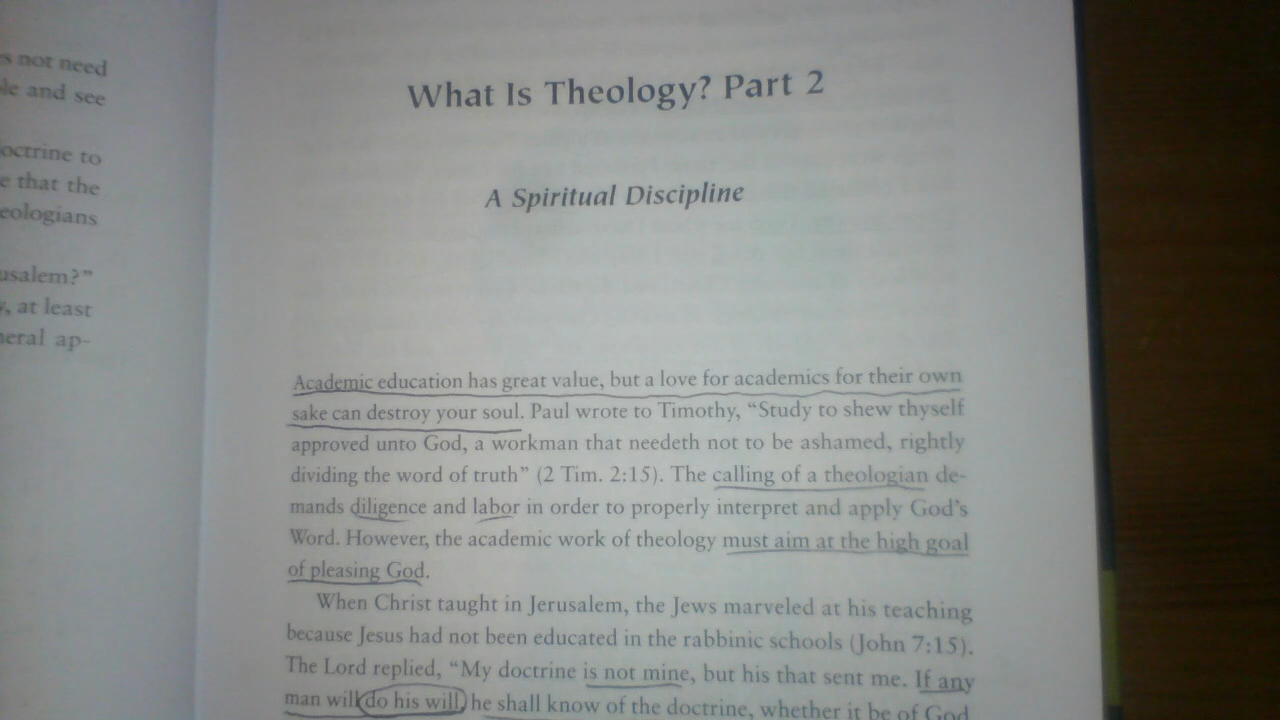 s not need
le and see
octrine to
e that the
eologians
usalem?"
y, at least
neral ap-
What Is Theology? Part 2
A Spiritual Discipline
Academic education has great value, but a love for academics for their own
sake can destroy your soul. Paul wrote to Timothy, “Study to shew thyself
approved unto God, a workman that needeth not to be ashamed, rightly
dividing the word of truth” (2 Tim. 2:15). The calling of a theologian de-
mands diligence and labor in order to properly interpret and apply God’s
Word. However, the academic work of theology must aim at the high goal
of pleasing God.
When Christ taught in Jerusalem, the Jews marveled at his teaching
because Jesus had not been educated in the rabbinic schools (John 7:15).
The Lord replied, “My doctrine is not mine, but his that sent me. If any
man will do his will, he shall know of the doctrine, whether it be of God